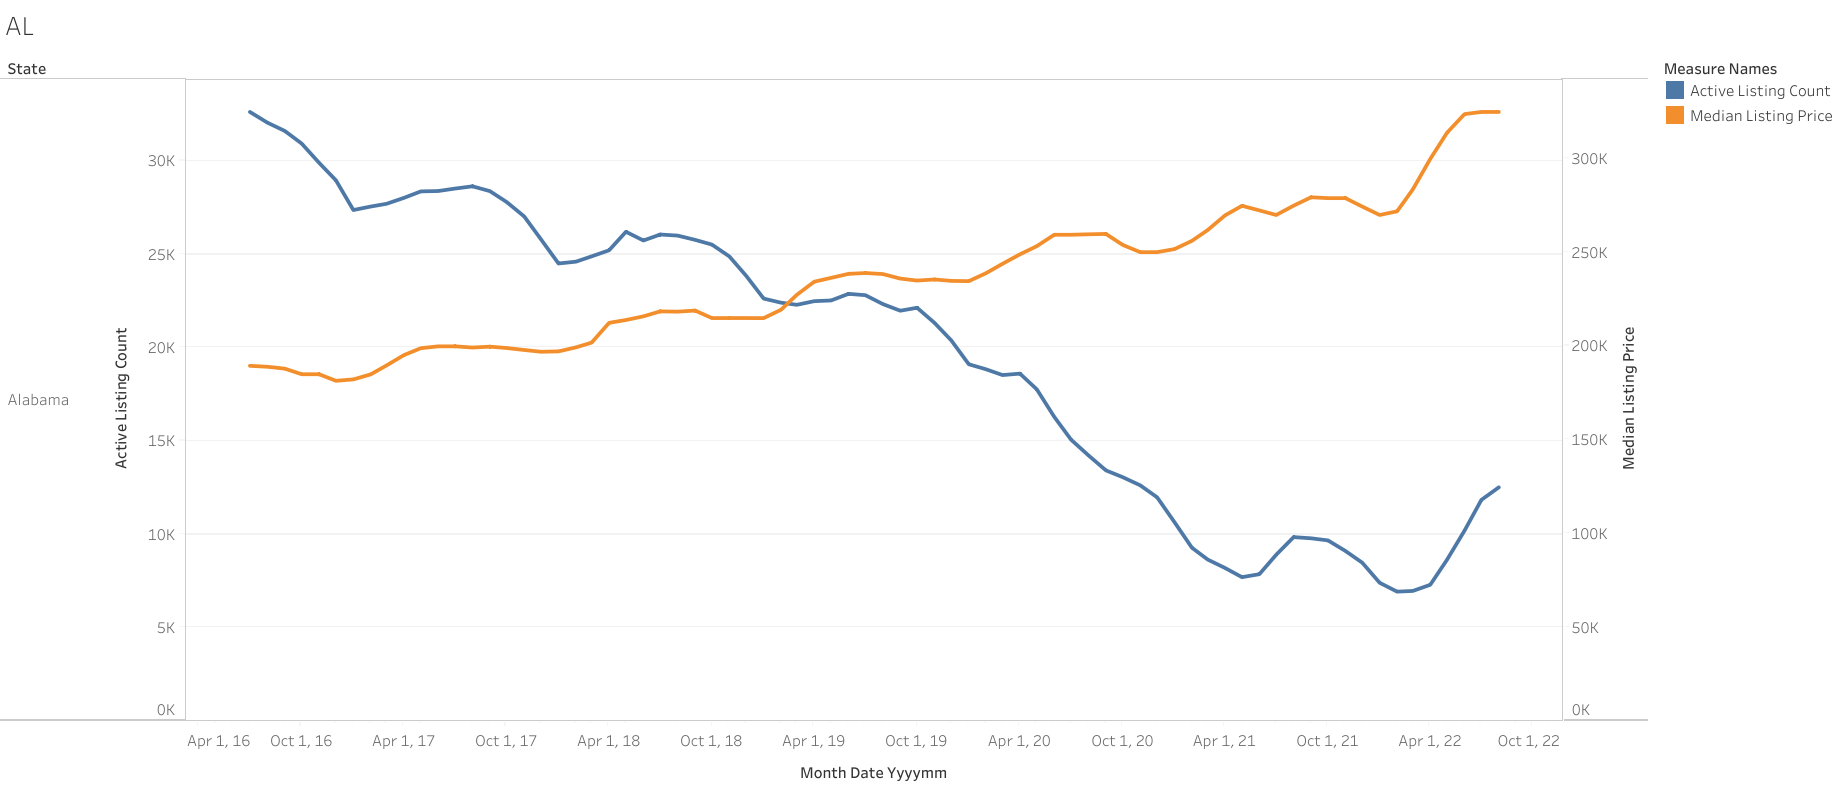 AL
State
Measure Names
Active Listing Count
Median Listing Price
Alabama
Active Listing Count
30K
25K
20K
15K
10K
5K
0K
300K
250K
200K
150K
100K
50K
0K
Median Listing Price
Apr 1, 16 Oct 1, 16 Apr 1, 17 Oct 1, 17 Apr 1, 18 Oct 1, 18 Apr 1, 19 Oct 1, 19 Apr 1, 20 Oct 1, 20 Apr 1, 21 Oct 1, 21 Apr 1, 22 Oct 1, 22
Month Date Yyyymm